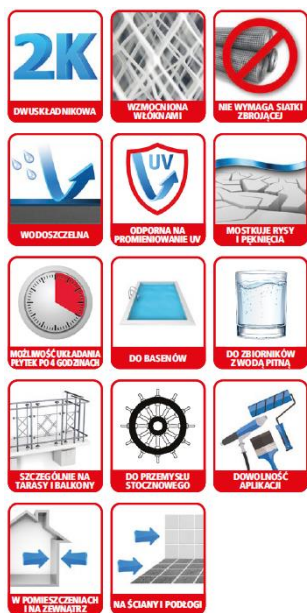 2K
DWUSKŁADNIKOWA
WZMOCNIONA
WŁÓKNAMI
NIE WYMAGA SIATKI
ZBROJĄCEJ
WODOSZCZELNA
UV
ODPORNA NA
PROMIENIOWANIE UV
MOSTKUJE RYSY
I PĘKNIĘCIA
MOŻLIWOŚĆ UKŁADANIA
PŁYTEK PO 4 GODZINACH
DO BASENÓW
DO ZBIORNIKÓW
Z WODĄ PITNĄ
SZCZEGÓLNIE NA
TARASY I BALKONY
DO PRZEMYSŁU
STOCZNOWEGO
DOWOLNOŚĆ
APLIKACJI
W POMIESZCZENIACH
I NA ZEWNĄTRZ
NA ŚCIANY I PODŁOGI